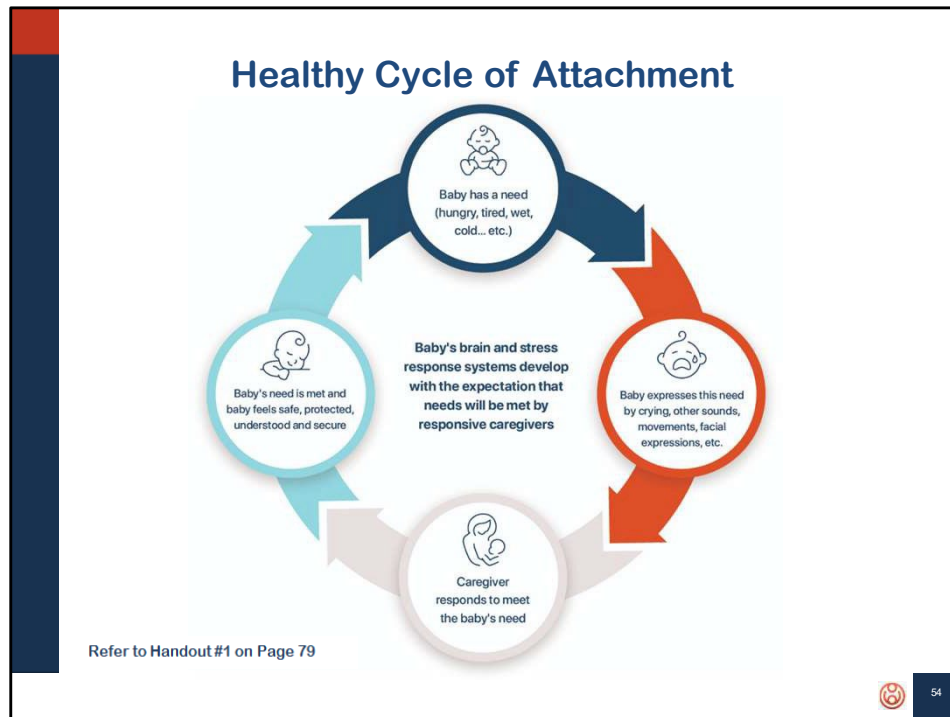 Healthy Cycle of Attachment
Baby has a need
(hungry, tired, wet,
cold... etc.)
Baby expresses this need
by crying, other sounds,
movements, facial
expressions, etc.
Caregiver
responds to meet
the baby's need
Baby's need is met and
baby feels safe, protected,
understood and secure
Baby's brain and stress
response systems develop
with the expectation that
needs will be met by
responsive caregivers
Refer to Handout #1 on Page 79
54